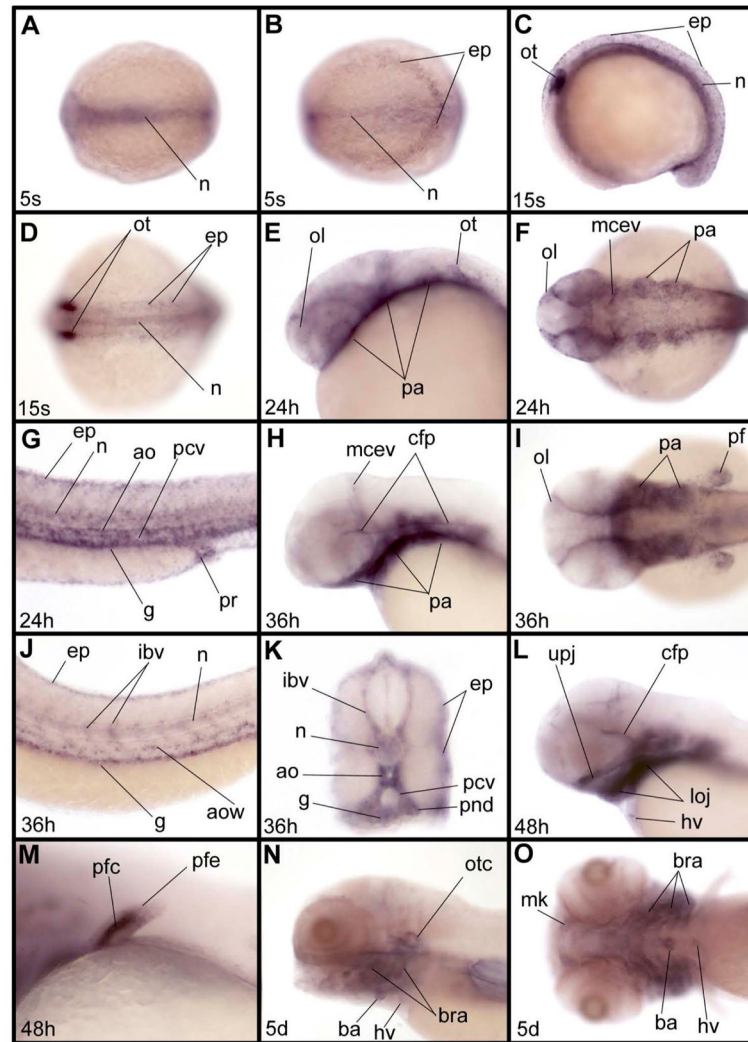 A
n
5s
B
ep
n
5s
C
ep
ot
n
15s
D
ot
ep
n
15s
E
ol
ot
pa
24h
F
mcev
pa
ol
24h
G
ep
n
ao
pcv
g
pr
24h
H
mcev
cfp
pa
36h
I
ol
pa
pf
36h
J
ep
ibv
n
g
aow
36h
K
ibv
ep
n
ao
g
pcv
pnd
36h
L
upj
cfp
loj
hv
48h
M
pfc
pfe
48h
N
otc
bra
ba
hv
5d
O
bra
mk
ba
hv
5d